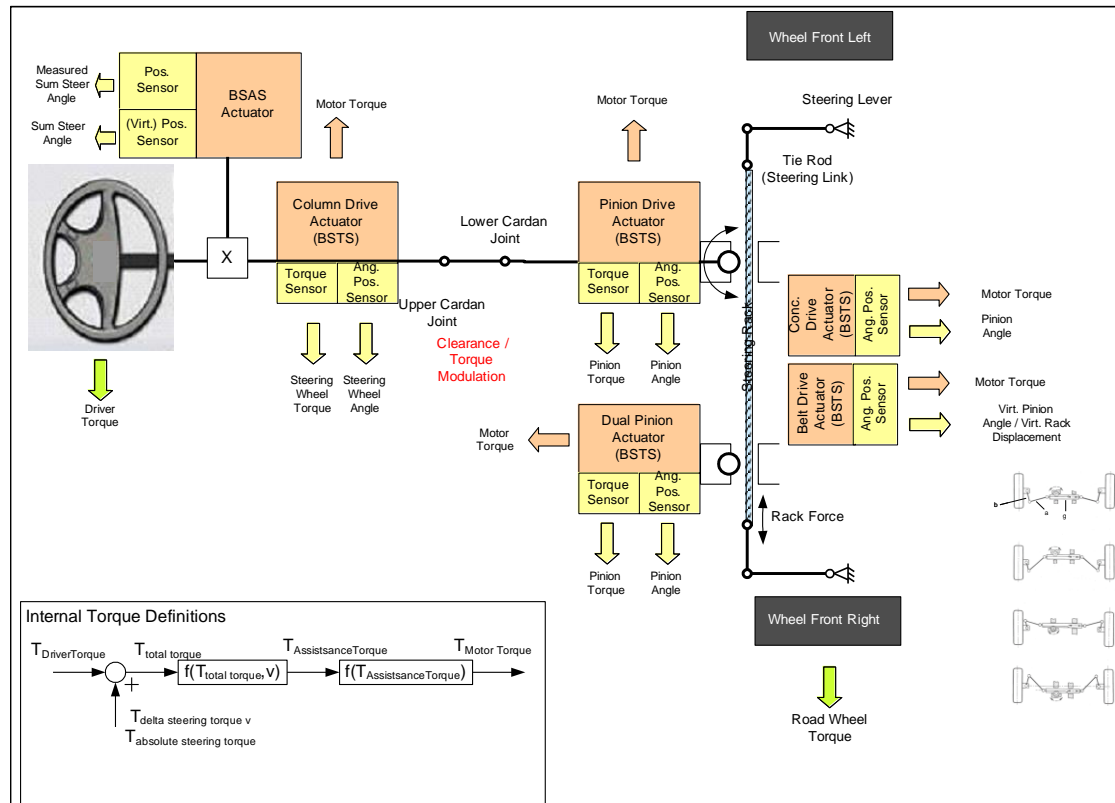 Wheel Front Left
Measured
Sum Steer
Angle
Pos.
Sensor
BSAS
Actuator
Sum Steer
Angle
(Virt.) Pos.
Sensor
Motor Torque
Motor Torque
Steering Lever
Tie Rod
(Steering Link)
Column Drive
Actuator
(BSTS)
Lower Cardan
Joint
Pinion Drive
Actuator
(BSTS)
X
Torque
Sensor
Ang.
Pos.
Sensor
Upper Cardan
Joint
Clearance /
Torque
Modulation
Torque
Sensor
Ang.
Pos.
Sensor
Steering-Rack
Conc.
Drive
Actuator
(BSTS)
Ang. Pos.
Sensor
Motor Torque
Pinion
Angle
Driver
Torque
Steering
Wheel
Torque
Steering
Wheel
Angle
Pinion
Torque
Pinion
Angle
Belt Drive
Actuator
(BSTS)
Ang. Pos.
Sensor
Motor Torque
Virt. Pinion
Angle / Virt. Rack
Displacement
Motor
Torque
Dual Pinion
Actuator
(BSTS)
Torque
Sensor
Ang.
Pos.
Sensor
Rack Force
b
a
g
Pinion
Torque
Pinion
Angle
Wheel Front Right
Road Wheel
Torque
Internal Torque Definitions
TDriverTorque
Ttotal torque
f(Ttotal torque,v)
TAssistsanceTorque
f(TAssistsanceTorque)
TMotor Torque
+
Tdelta steering torque v
Tabsolute steering torque